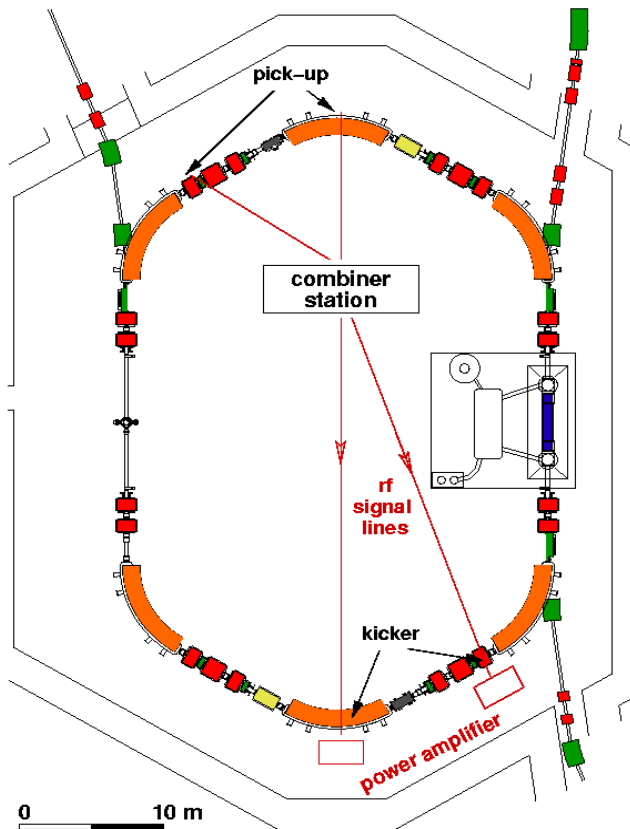 pick-up
combiner
station
rf
signal
lines
kicker
power amplifier
0 10 m